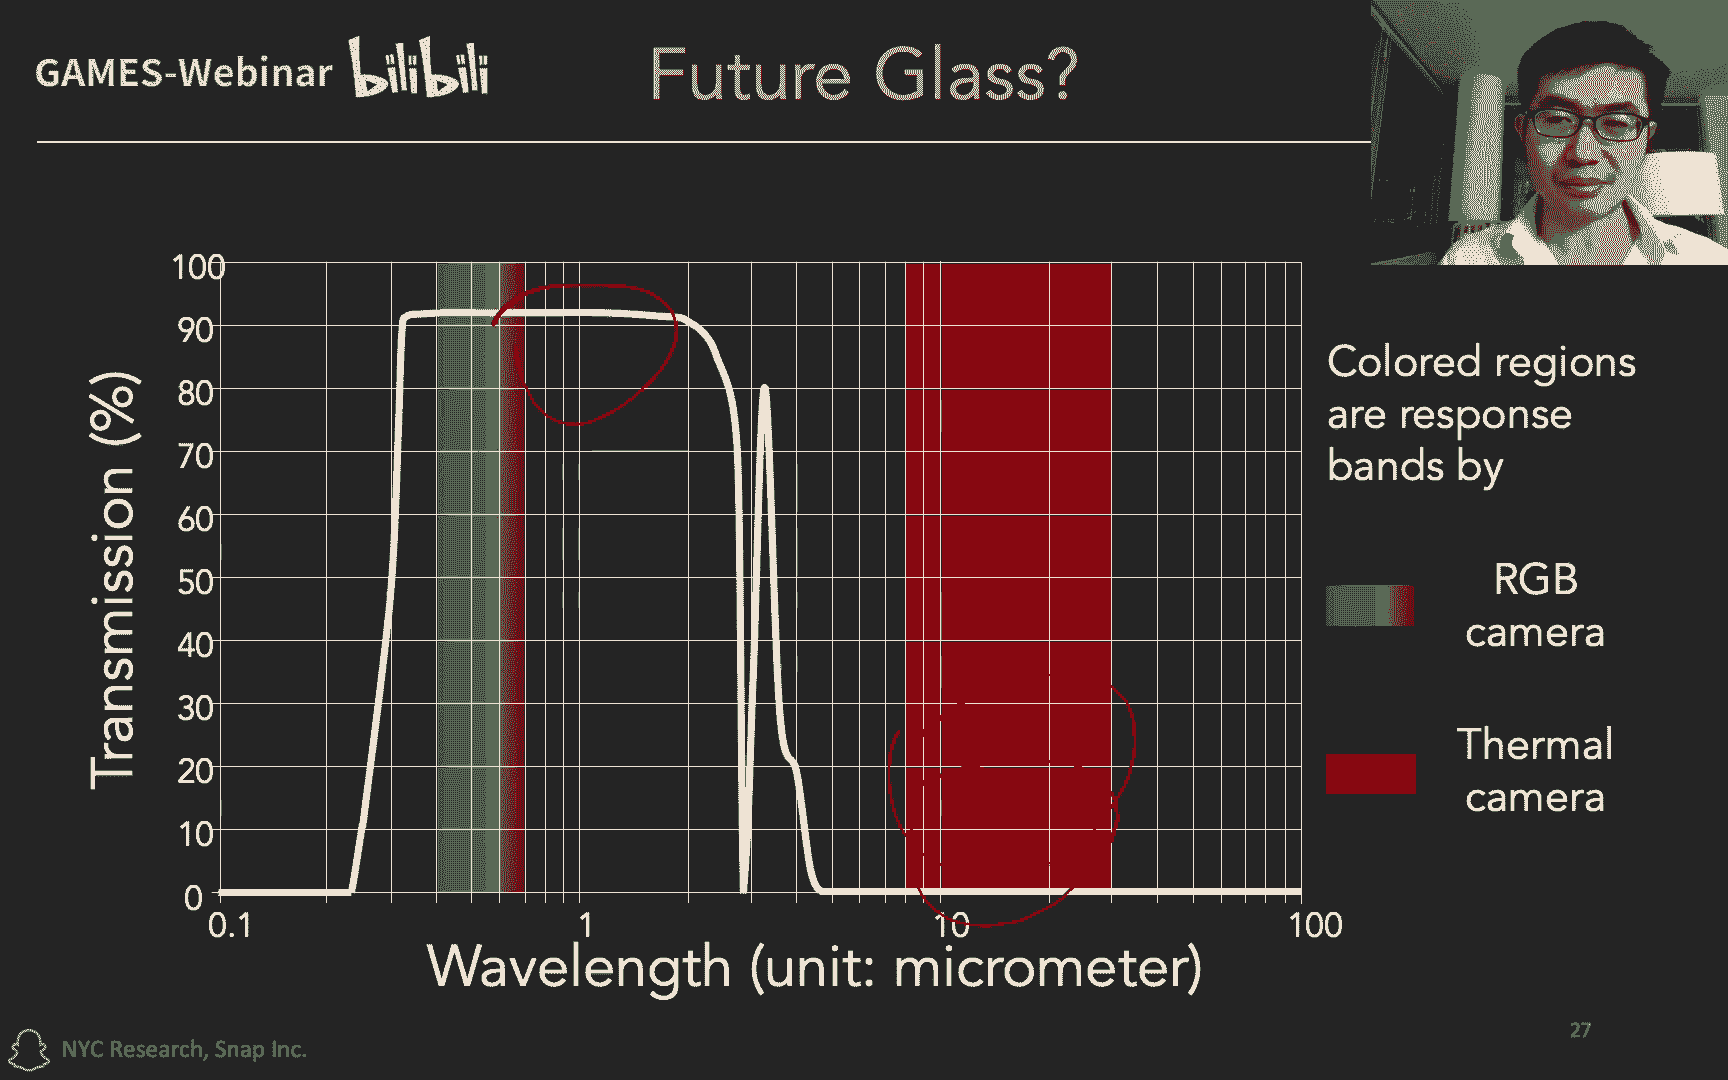 GAMES-Webinar bilibili
Future Glass?
100
90
80
70
60
50
40
30
20
10
0
Transmission (%)
0.1
1
10
100
Wavelength (unit: micrometer)
Colored regions
are response
bands by
RGB
camera
Thermal
camera
NYC Research, Snap Inc.
27